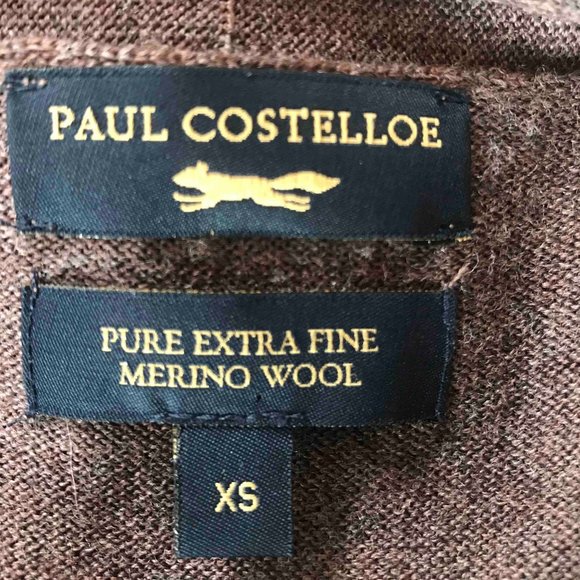 PAUL COSTELLOE
PURE EXTRA FINE
MERINO WOOL
XS